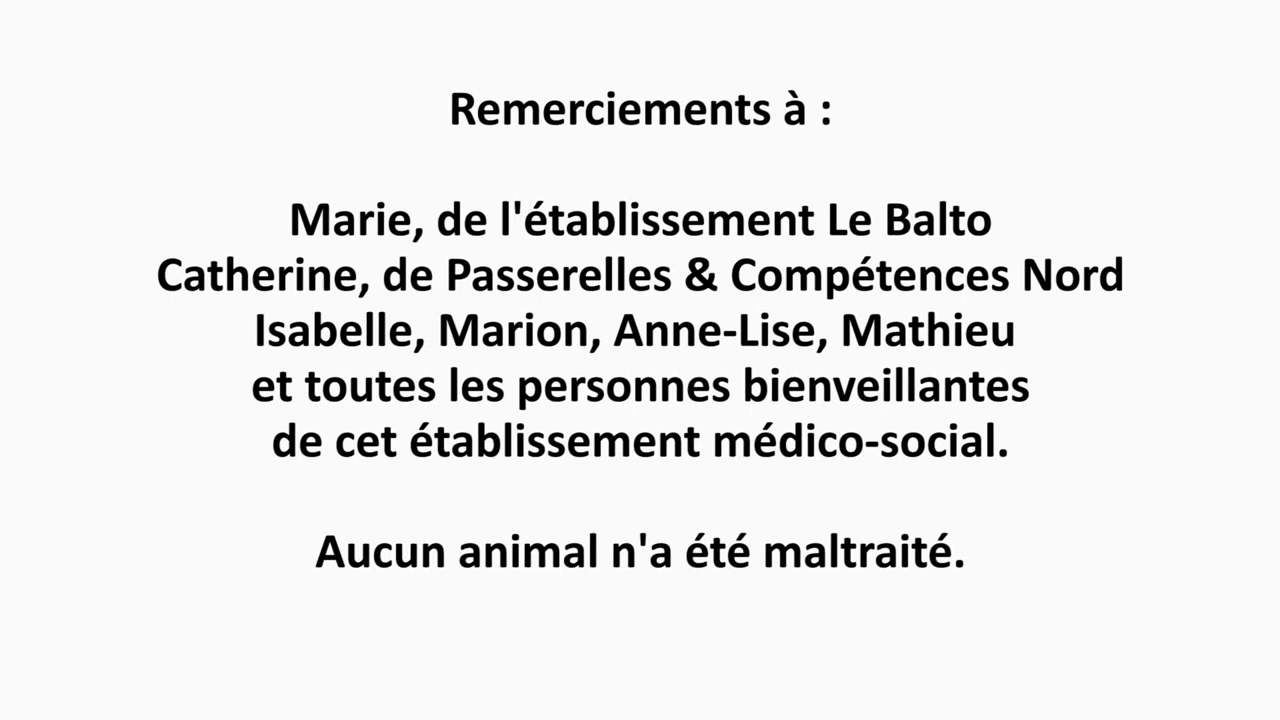 Remerciements à :
Marie, de l'établissement Le Balto
Catherine, de Passerelles & Compétences Nord
Isabelle, Marion, Anne-Lise, Mathieu
et toutes les personnes bienveillantes
de cet établissement médico-social.
Aucun animal n'a été maltraité.